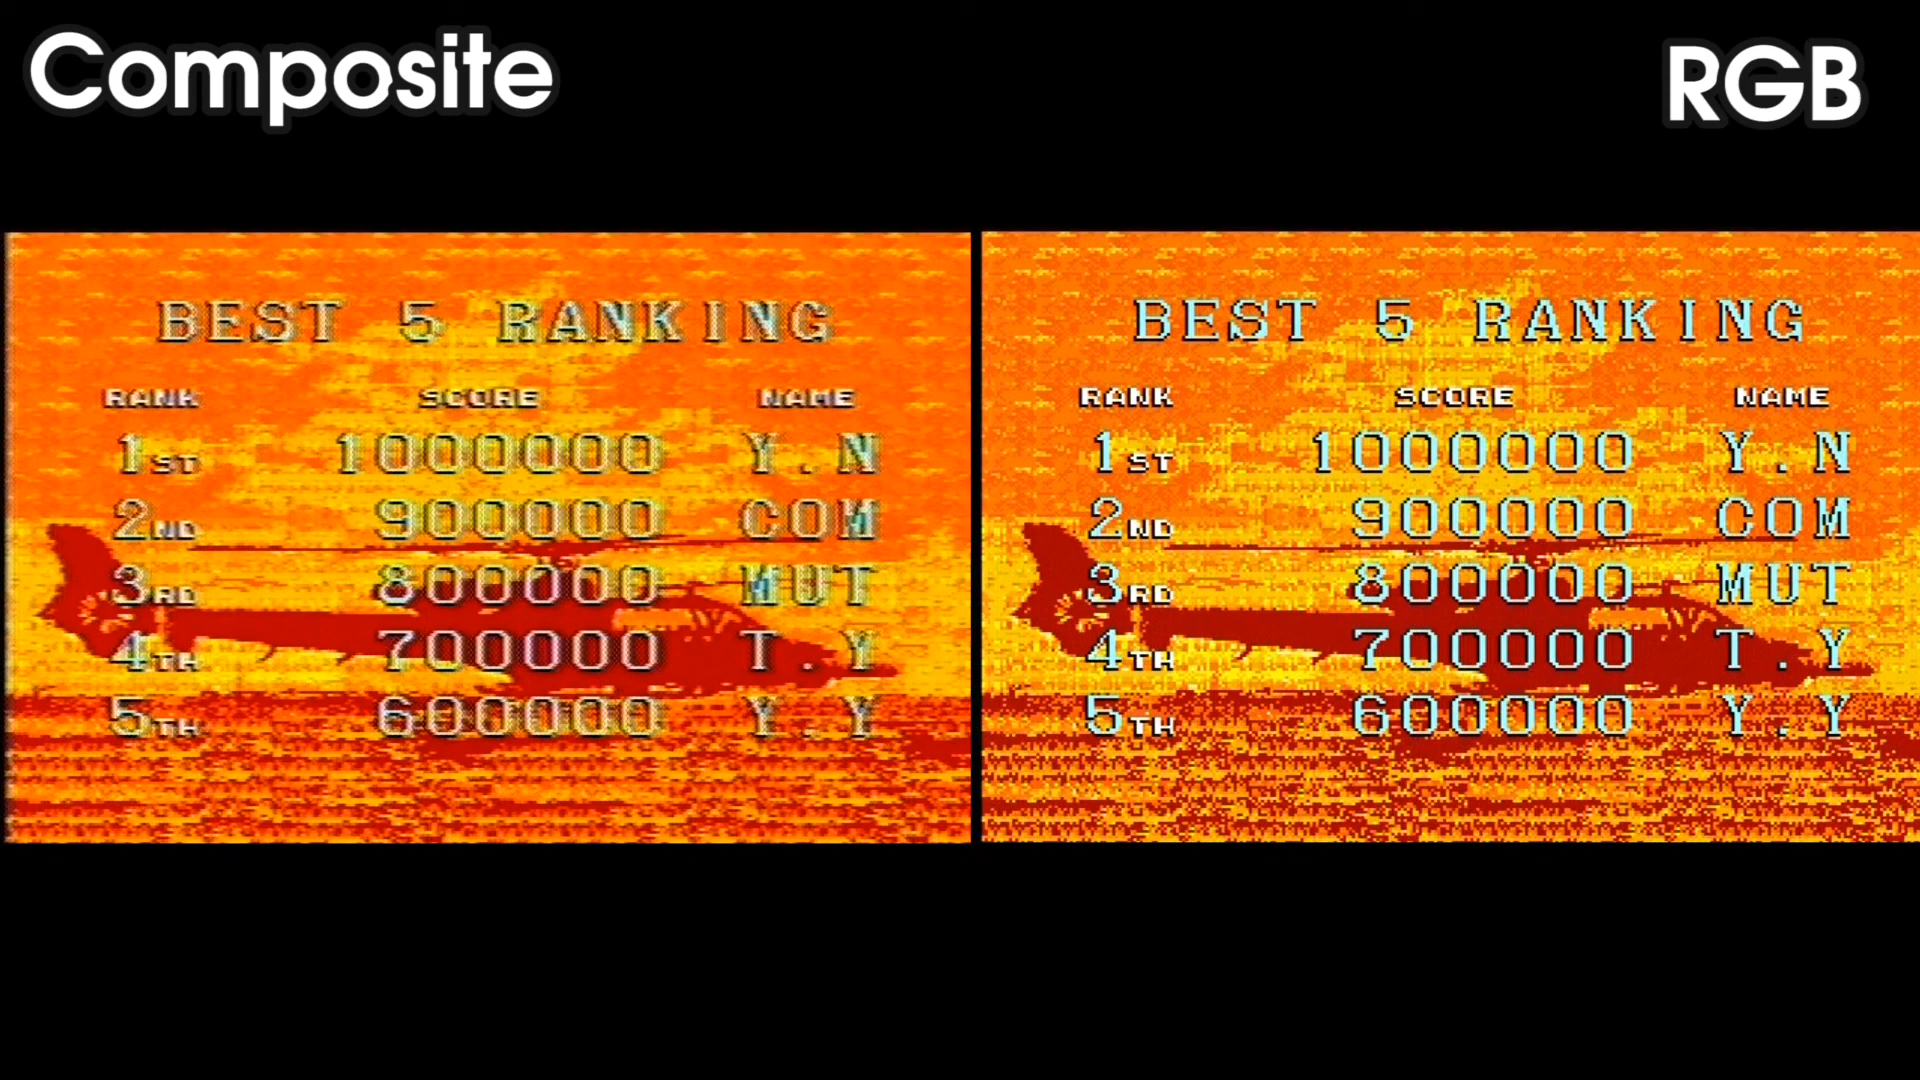 Composite
RGB
BEST 5 RANKING
RANK SCORE NAME
1ST 1000000 Y.N
2ND 900000 COM
3RD 800000 MUT
4TH 700000 T.Y
5TH 600000 Y.Y
BEST 5 RANKING
RANK SCORE NAME
1ST 1000000 Y.N
2ND 900000 COM
3RD 800000 MUT
4TH 700000 T.Y
5TH 600000 Y.Y